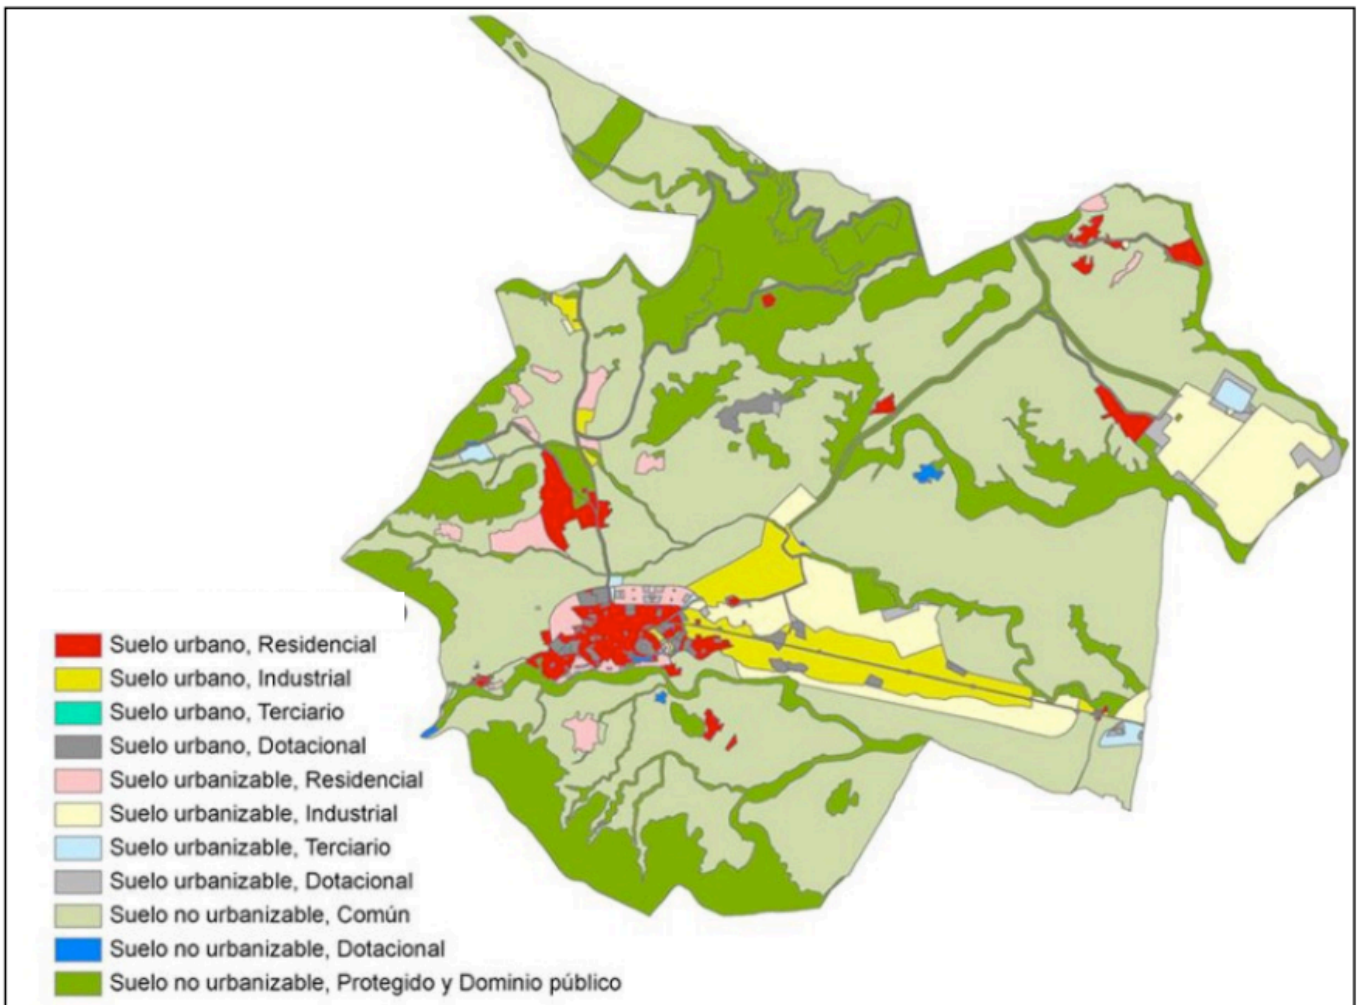 Suelo urbano, Residencial
Suelo urbano, Industrial
Suelo urbano, Terciario
Suelo urbano, Dotacional
Suelo urbanizable, Residencial
Suelo urbanizable, Industrial
Suelo urbanizable, Terciario
Suelo urbanizable, Dotacional
Suelo no urbanizable, Común
Suelo no urbanizable, Dotacional
Suelo no urbanizable, Protegido y Dominio público